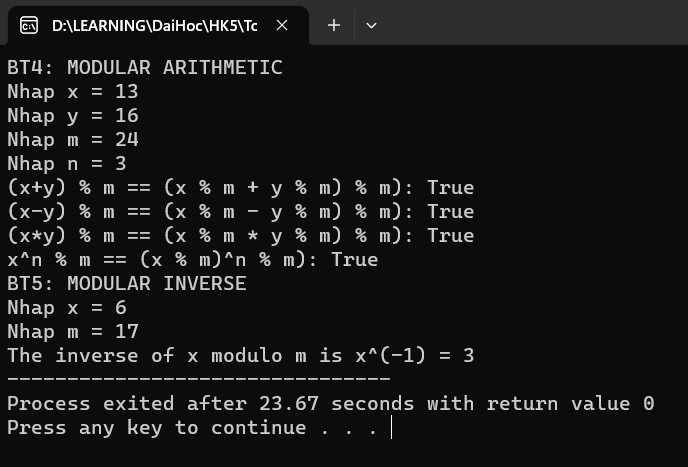 D:\LEARNING\DaiHoc\HK5\Tc
BT4: MODULAR ARITHMETIC
Nhap x = 13
Nhap y = 16
Nhap m = 24
Nhap n = 3
(x+y) % m == (x % m + y % m) % m): True
(x-y) % m == (x % m - y % m) % m): True
(x*y) % m == (x % m * y % m) % m): True
x^n % m == (x % m)^n % m): True
BT5: MODULAR INVERSE
Nhap x = 6
Nhap m = 17
The inverse of x modulo m is x^(-1) = 3
--------------------------------
Process exited after 23.67 seconds with return value 0
Press any key to continue . . .